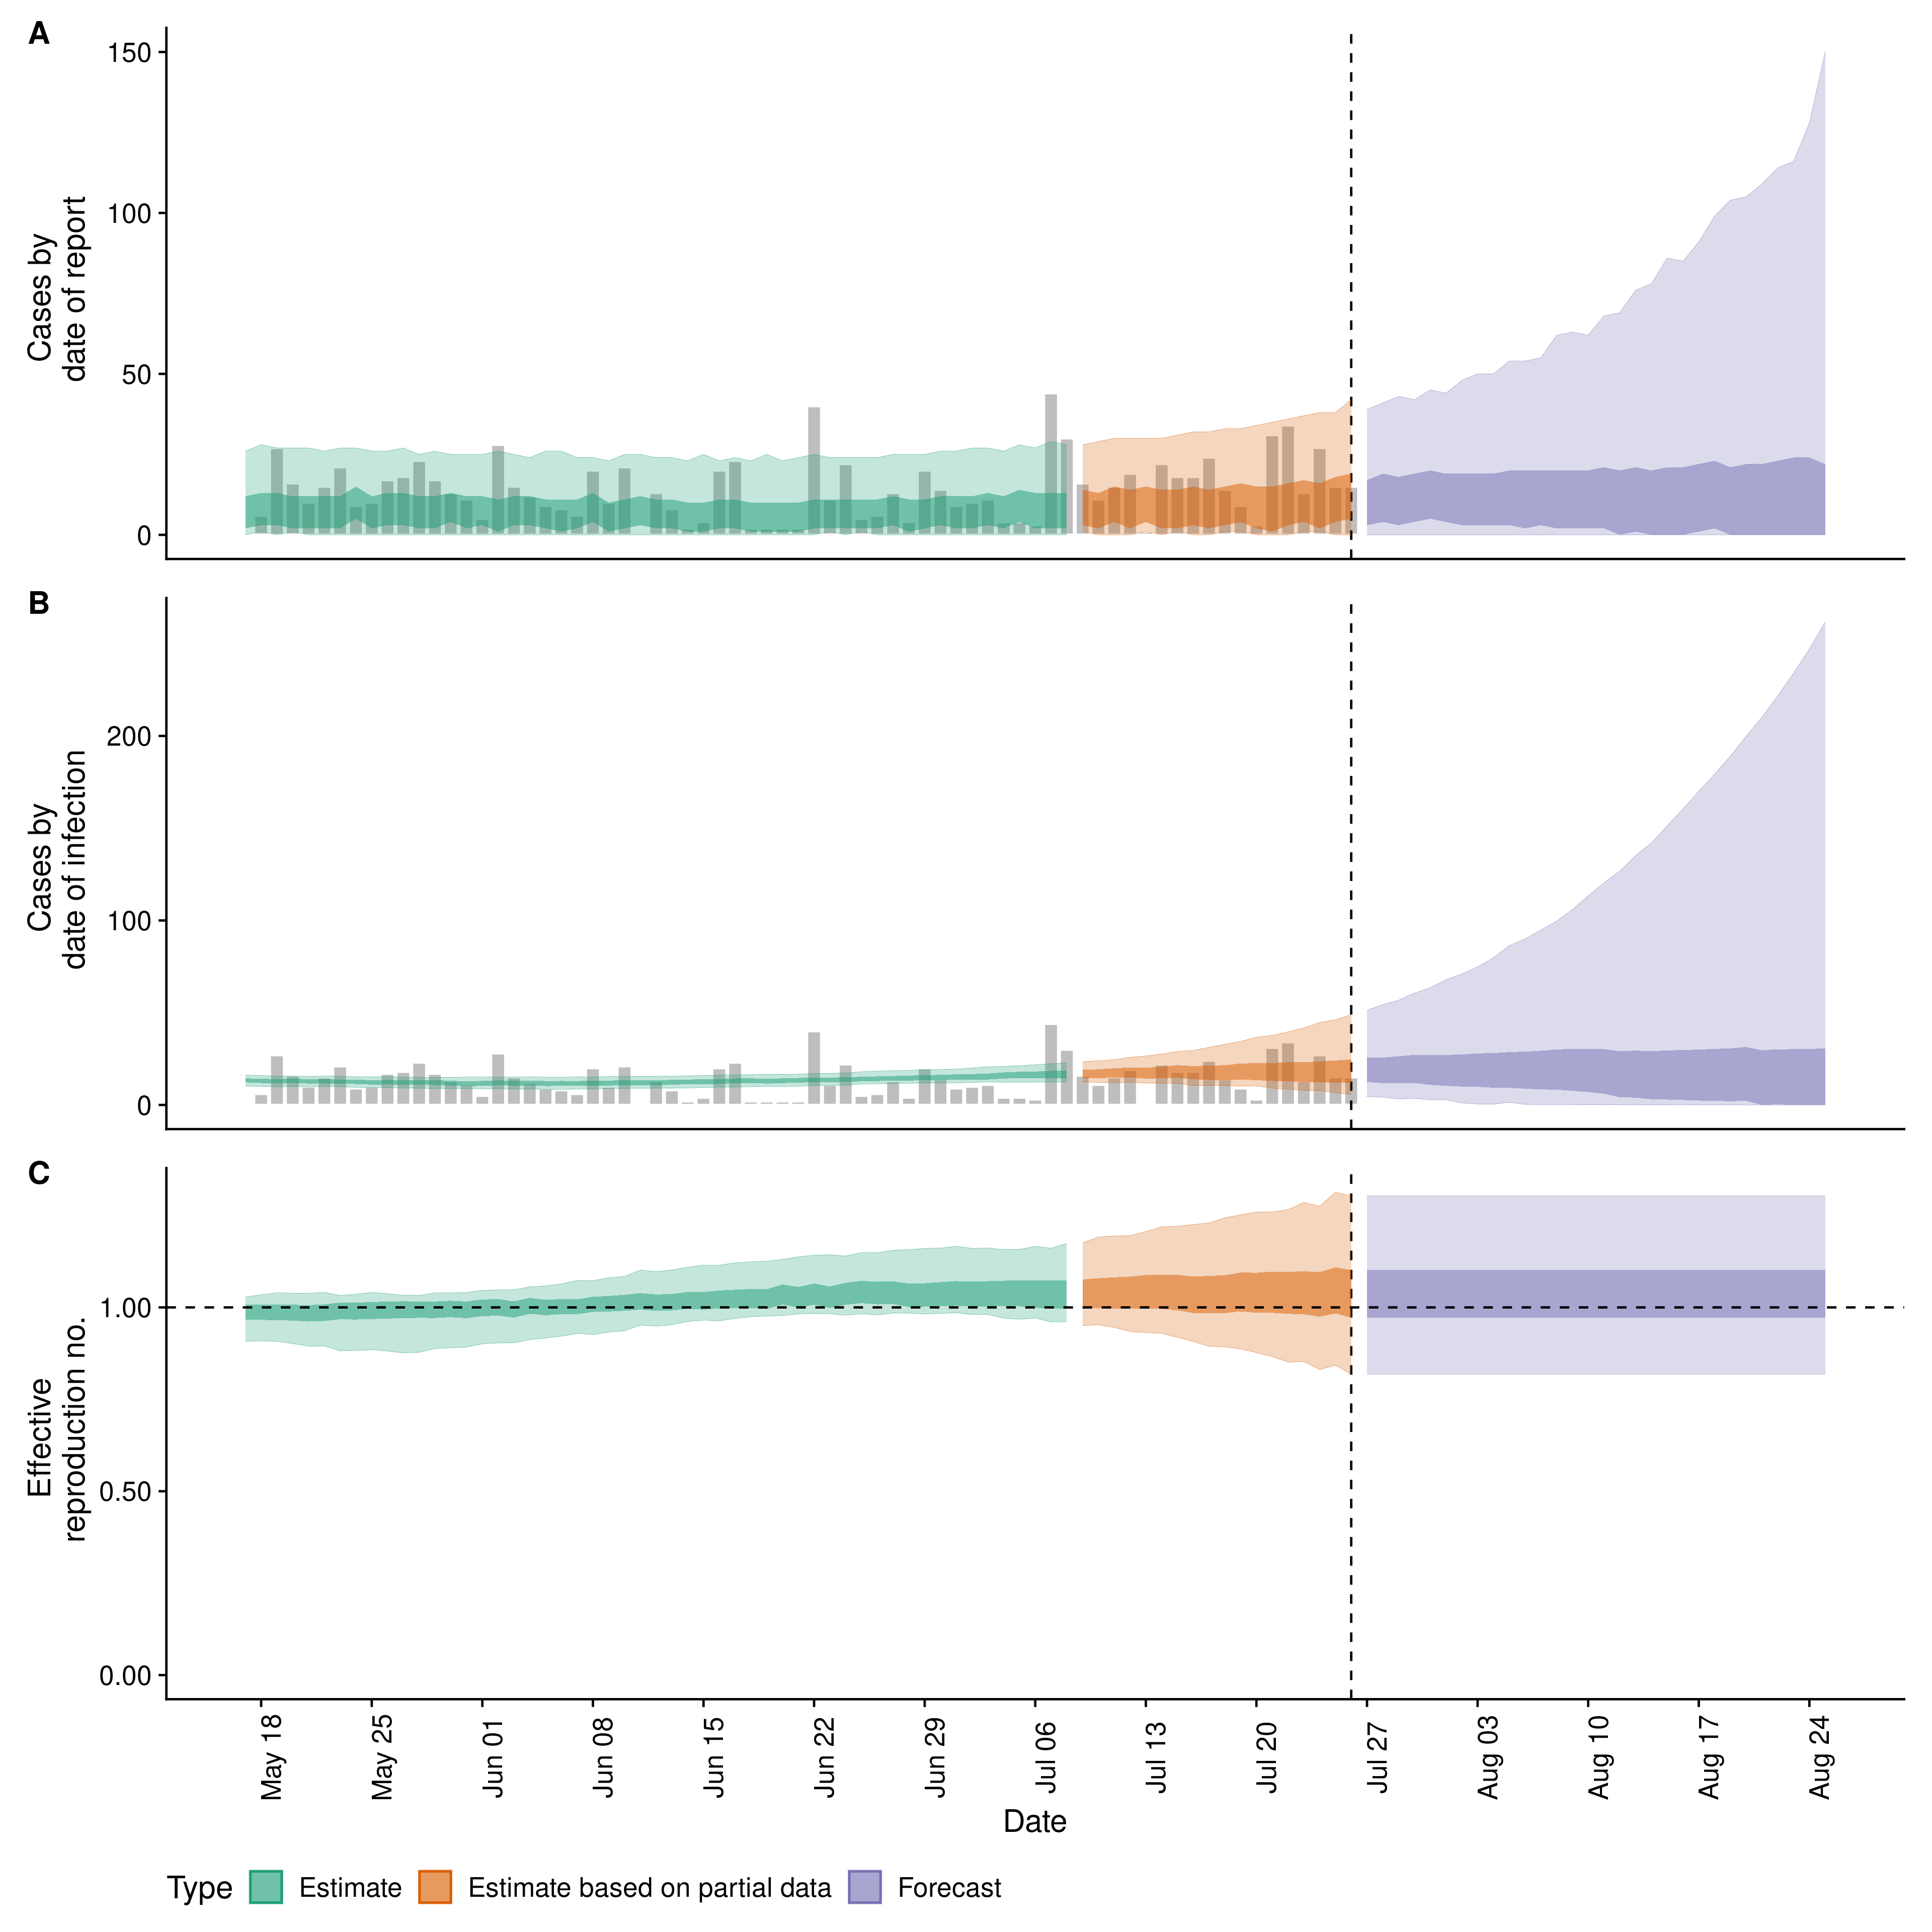 A
Cases by
date of report
150
100
50
0
B
Cases by
date of infection
200
100
0
C
Effective
reproduction no.
1.00
0.50
0.00
May 18
May 25
Jun 01
Jun 08
Jun 15
Jun 22
Jun 29
Jul 06
Jul 13
Jul 20
Jul 27
Aug 03
Aug 10
Aug 17
Aug 24
Date
Type Estimate Estimate based on partial data Forecast